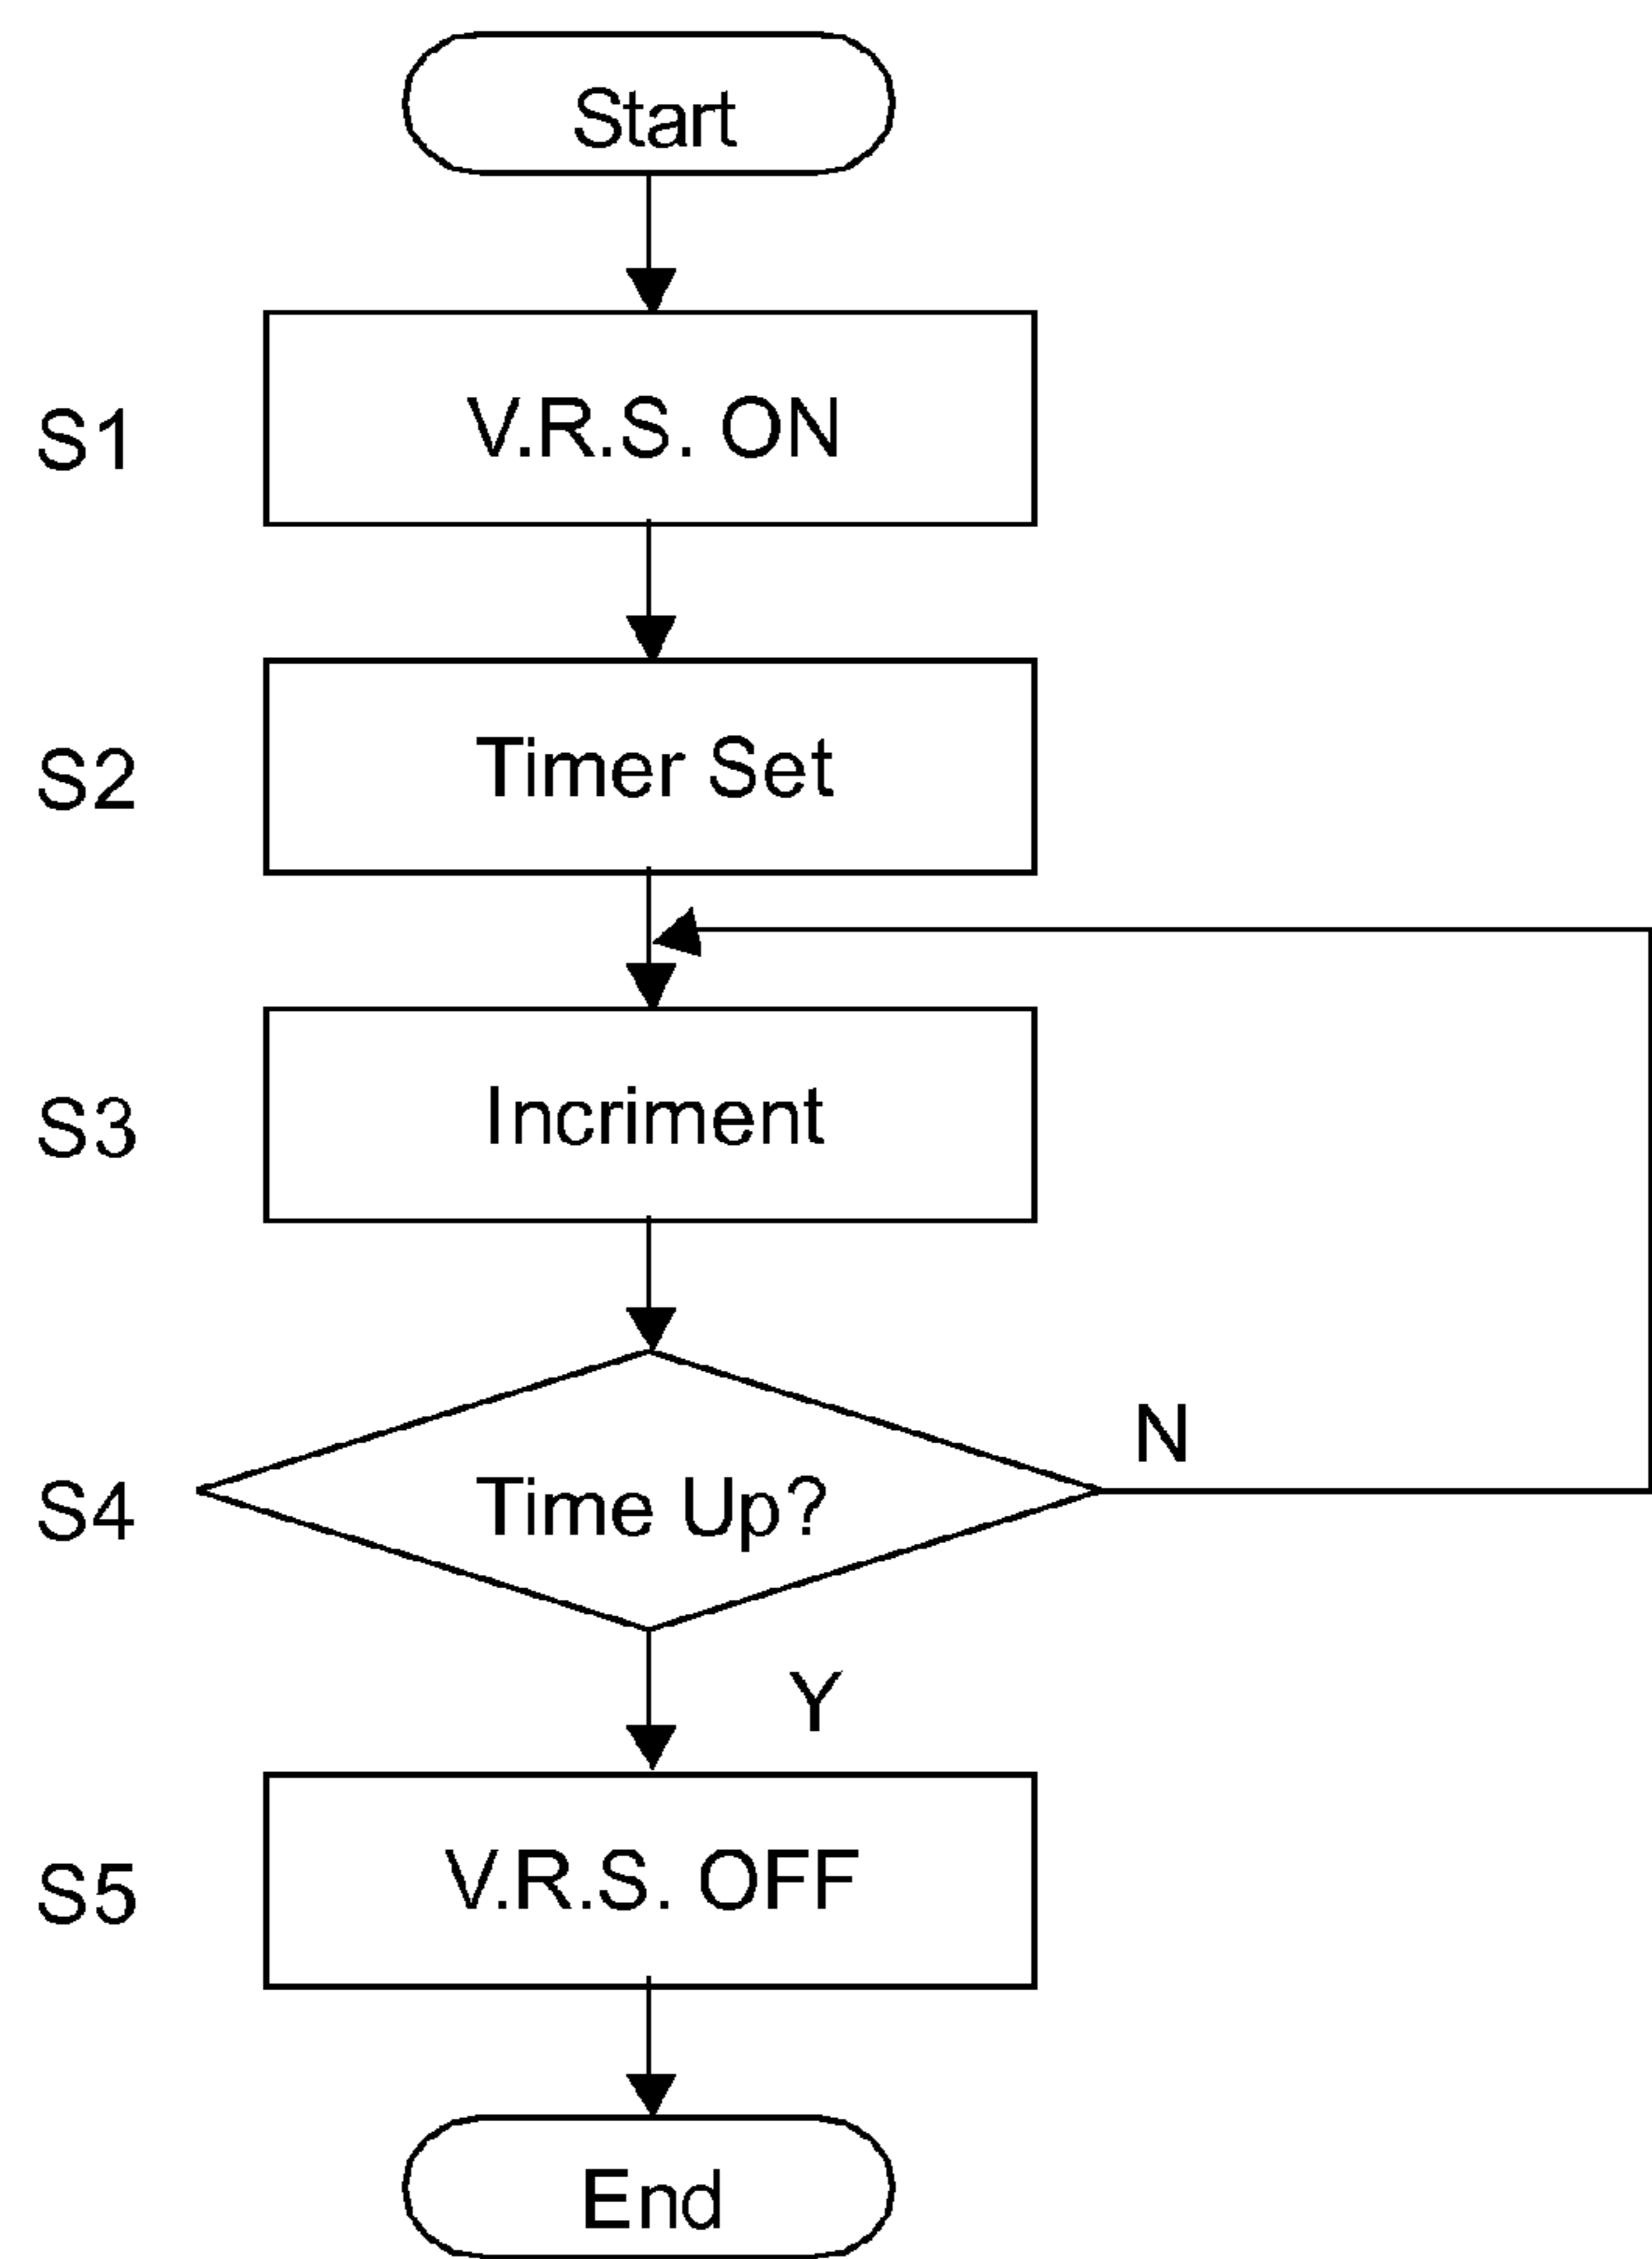 Start
S1 V.R.S. ON
S2 Timer Set
S3 Incriment
S4 Time Up? N
Y
S5 V.R.S. OFF
End